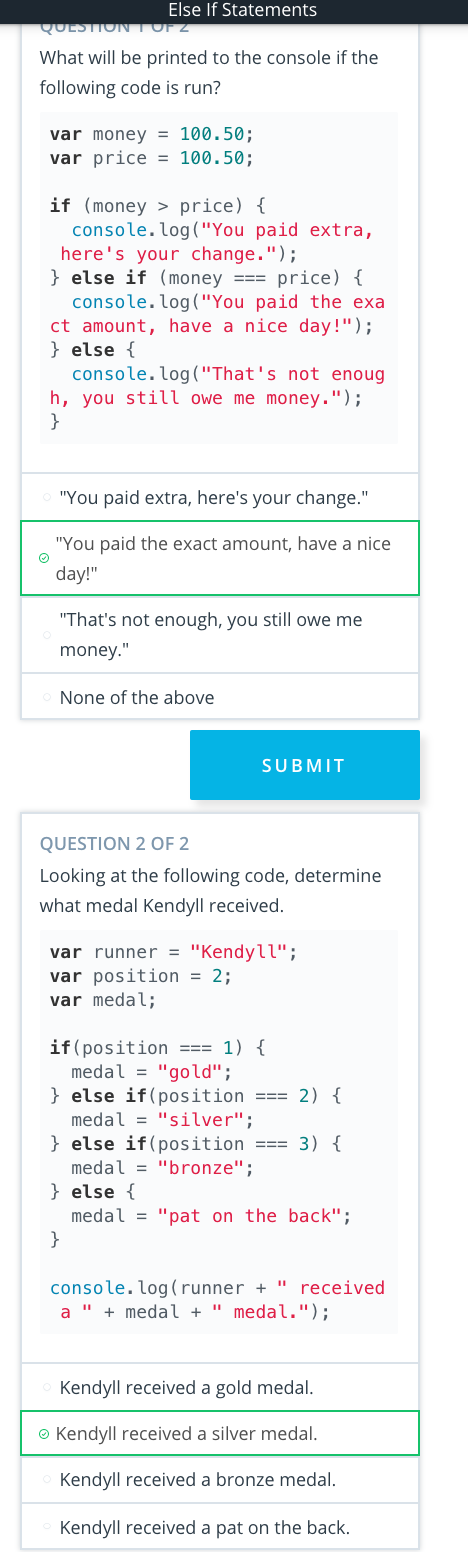 Else If Statements
QUESTION 1 OF 2
What will be printed to the console if the
following code is run?
var money = 100.50;
var price = 100.50;
if (money > price) {
console.log("You paid extra,
here's your change.");
} else if (money === price) {
console.log("You paid the exa
ct amount, have a nice day!");
} else {
console.log("That's not enoug
h, you still owe me money.");
}
"You paid extra, here's your change."
"You paid the exact amount, have a nice
day!"
"That's not enough, you still owe me
money."
None of the above
SUBMIT
QUESTION 2 OF 2
Looking at the following code, determine
what medal Kendyll received.
var runner = "Kendyll";
var position = 2;
var medal;
if(position === 1) {
medal = "gold";
} else if(position === 2) {
medal = "silver";
} else if(position === 3) {
medal = "bronze";
} else {
medal = "pat on the back";
}
console.log(runner + " received
a " + medal + " medal.");
Kendyll received a gold medal.
Kendyll received a silver medal.
Kendyll received a bronze medal.
Kendyll received a pat on the back.